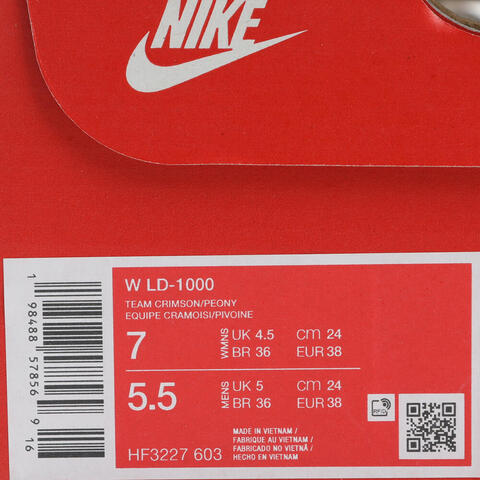 NIKE
W LD-1000
TEAM CRIMSON/PEONY
EQUIPE CRAMOISI/PIVOINE
7 WMNS UK 4.5 CM 24
BR 36 EUR 38
5.5 MENS UK 5 CM 24
BR 36 EUR 38
RFID
MADE IN VIETNAM /
FABRIQUE AU VIETNAM /
FABRICADO NO VIETNÃ /
HECHO EN VIETNAM
HF3227 603
1 98488 57856 9 16